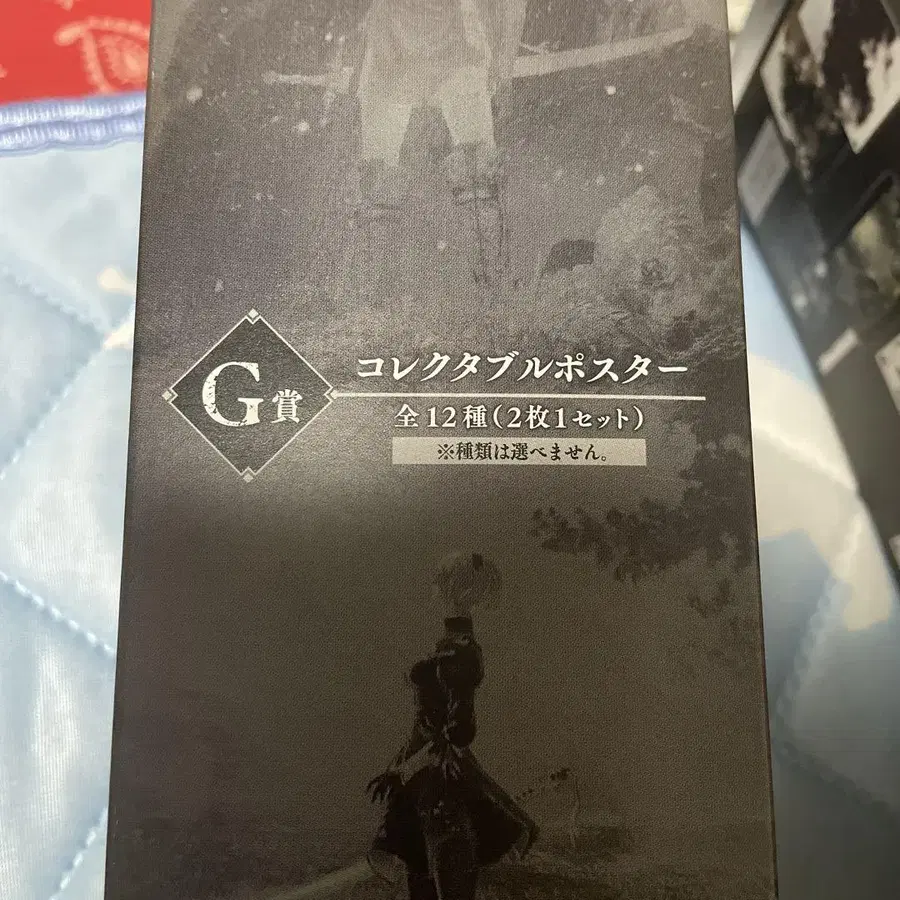 G賞
コレクタブルポスター
全12種(2枚1セット)
※種類は選べません。